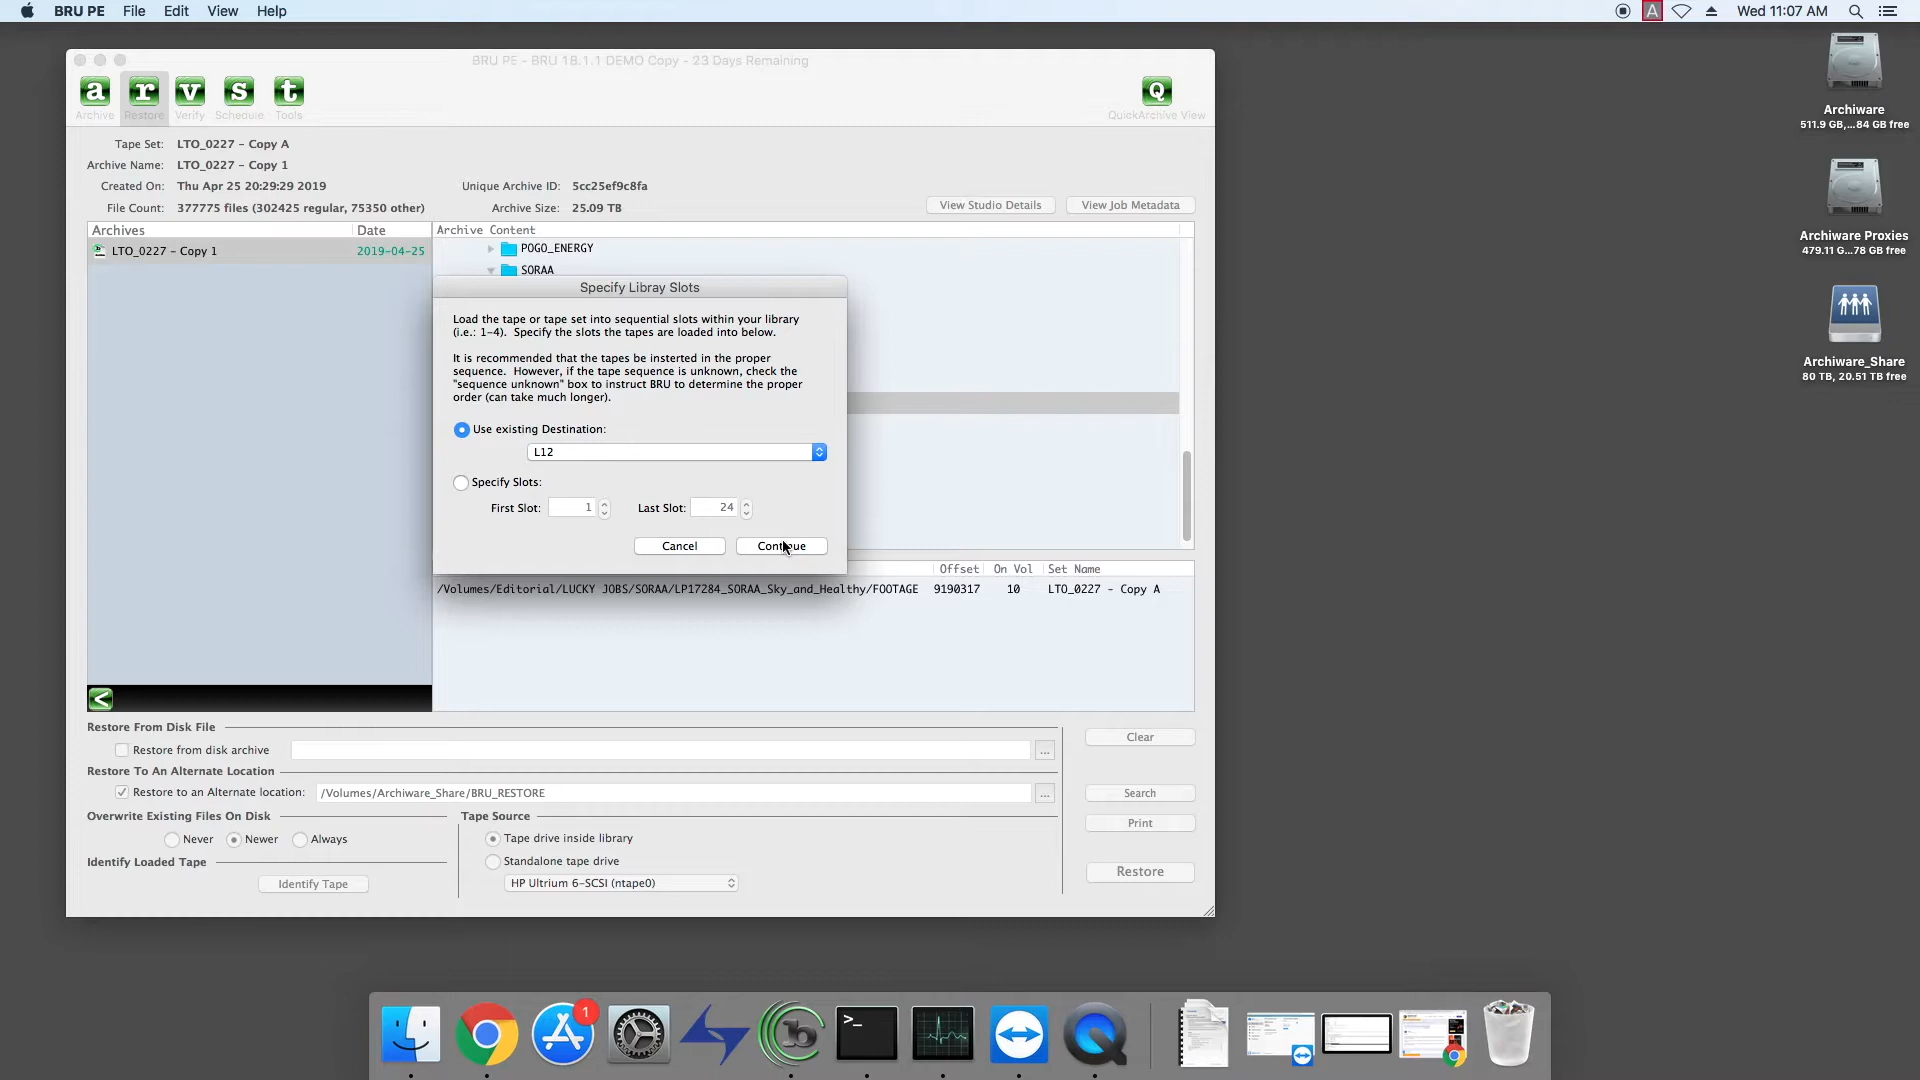 BRU PE File Edit View Help
A Wed 11:07 AM
BRU PE - BRU 18.1.1 DEMO Copy - 23 Days Remaining
a r v s t Q
Archive Restore Verify Schedule Tools QuickArchive View
Tape Set: LTO_0227 - Copy A
Archive Name: LTO_0227 - Copy 1
Created On: Thu Apr 25 20:29:29 2019 Unique Archive ID: 5cc25ef9c8fa
File Count: 377775 files (302425 regular, 75350 other) Archive Size: 25.09 TB View Studio Details View Job Metadata
Archives Date Archive Content
LTO_0227 - Copy 1 2019-04-25
POGO_ENERGY
SORAA
Specify Libray Slots
Load the tape or tape set into sequential slots within your library
(i.e.: 1-4). Specify the slots the tapes are loaded into below.
It is recommended that the tapes be insterted in the proper
sequence. However, if the tape sequence is unknown, check the
"sequence unknown" box to instruct BRU to determine the proper
order (can take much longer).
Use existing Destination:
L12
Specify Slots:
First Slot: 1 Last Slot: 24
Cancel Continue
Offset On Vol Set Name
/Volumes/Editorial/LUCKY JOBS/SORAA/LP17284_SORAA_Sky_and_Healthy/FOOTAGE 9190317 10 LTO_0227 - Copy A
<
Restore From Disk File
Restore from disk archive ...
Restore To An Alternate Location
Restore to an Alternate location: /Volumes/Archiware_Share/BRU_RESTORE ...
Overwrite Existing Files On Disk
Never Newer Always
Identify Loaded Tape
Identify Tape
Tape Source
Tape drive inside library
Standalone tape drive
HP Ultrium 6-SCSI (ntape0)
Clear
Search
Print
Restore
Archiware
511.9 GB,...84 GB free
Archiware Proxies
479.11 G...78 GB free
Archiware_Share
80 TB, 20.51 TB free
1
>_